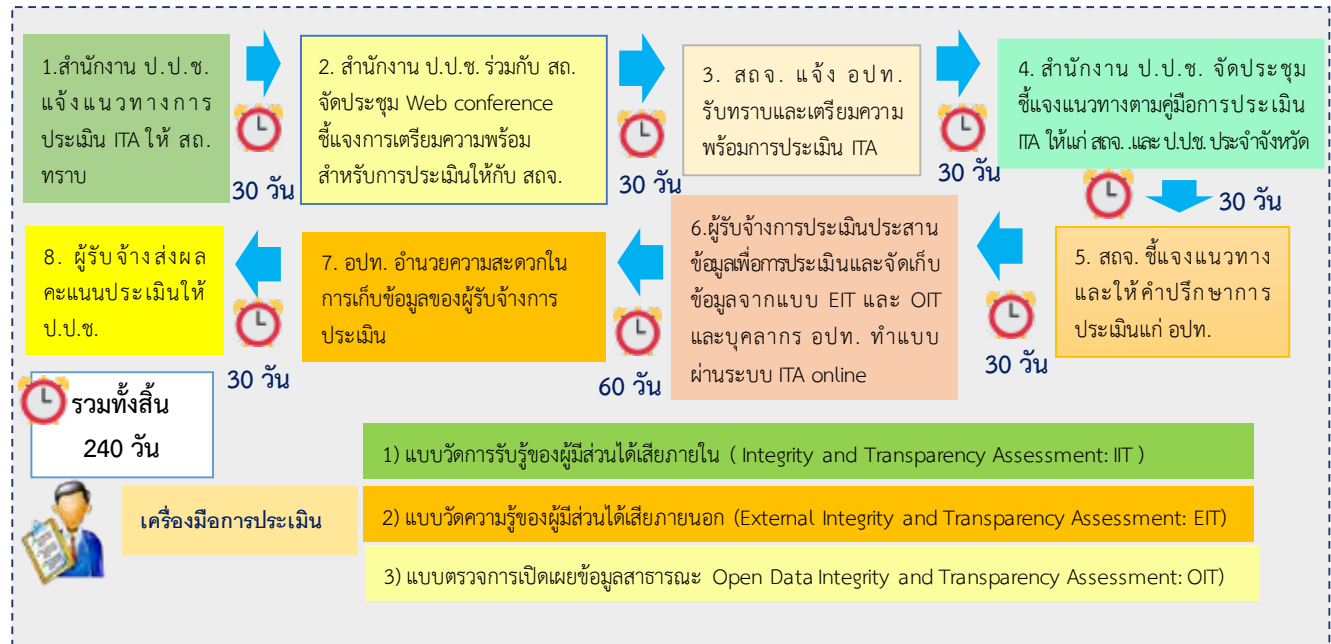 1.สำนักงาน ป.ป.ช.
แจ้งแนวทางการ
ประเมิน ITA ให้ สถ.
ทราบ
30 วัน
2. สำนักงาน ป.ป.ช. ร่วมกับ สถ.
จัดประชุม Web conference
ชี้แจงการเตรียมความพร้อม
สำหรับการประเมินให้กับ สถจ.
30 วัน
3. สถจ. แจ้ง อปท.
รับทราบและเตรียมความ
พร้อมการประเมิน ITA
30 วัน
4. สำนักงาน ป.ป.ช. จัดประชุม
ชี้แจงแนวทางตามคู่มือการประเมิน
ITA ให้แก่ สถจ. .และ ป.ป.ช. ประจำจังหวัด
30 วัน
5. สถจ. ชี้แจงแนวทาง
และให้คำปรึกษาการ
ประเมินแก่ อปท.
30 วัน
6.ผู้รับจ้างการประเมินประสาน
ข้อมูลเพื่อการประเมินและจัดเก็บ
ข้อมูลจากแบบ EIT และ OIT
และบุคลากร อปท. ทำแบบ
ผ่านระบบ ITA online
60 วัน
7. อปท. อำนวยความสะดวกใน
การเก็บข้อมูลของผู้รับจ้างการ
ประเมิน
30 วัน
8. ผู้รับจ้างส่งผล
คะแนนประเมินให้
ป.ป.ช.
รวมทั้งสิ้น
240 วัน
เครื่องมือการประเมิน
1) แบบวัดการรับรู้ของผู้มีส่วนได้เสียภายใน ( Integrity and Transparency Assessment: IIT )
2) แบบวัดความรู้ของผู้มีส่วนได้เสียภายนอก (External Integrity and Transparency Assessment: EIT)
3) แบบตรวจการเปิดเผยข้อมูลสาธารณะ Open Data Integrity and Transparency Assessment: OIT)